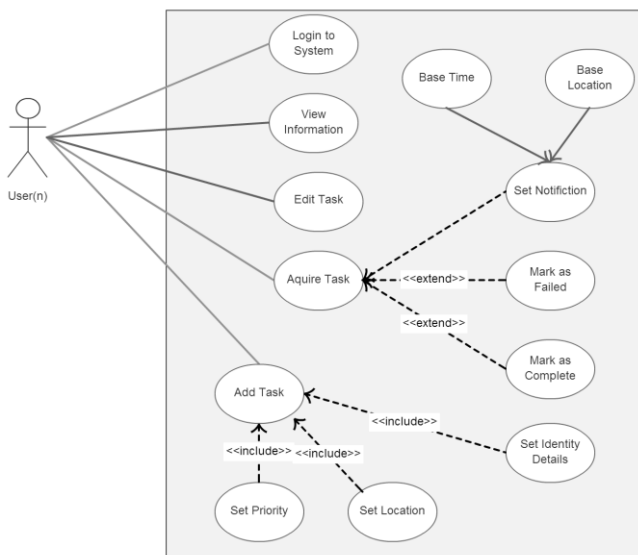 Login to
System
Base Time
Base
Location
View
Information
User(n)
Edit Task
Set Notifiction
Aquire Task
<<extend>>
Mark as
Failed
<<extend>>
Mark as
Complete
Add Task
<<include>>
Set Identity
Details
<<include>>
<<include>>
Set Priority
Set Location